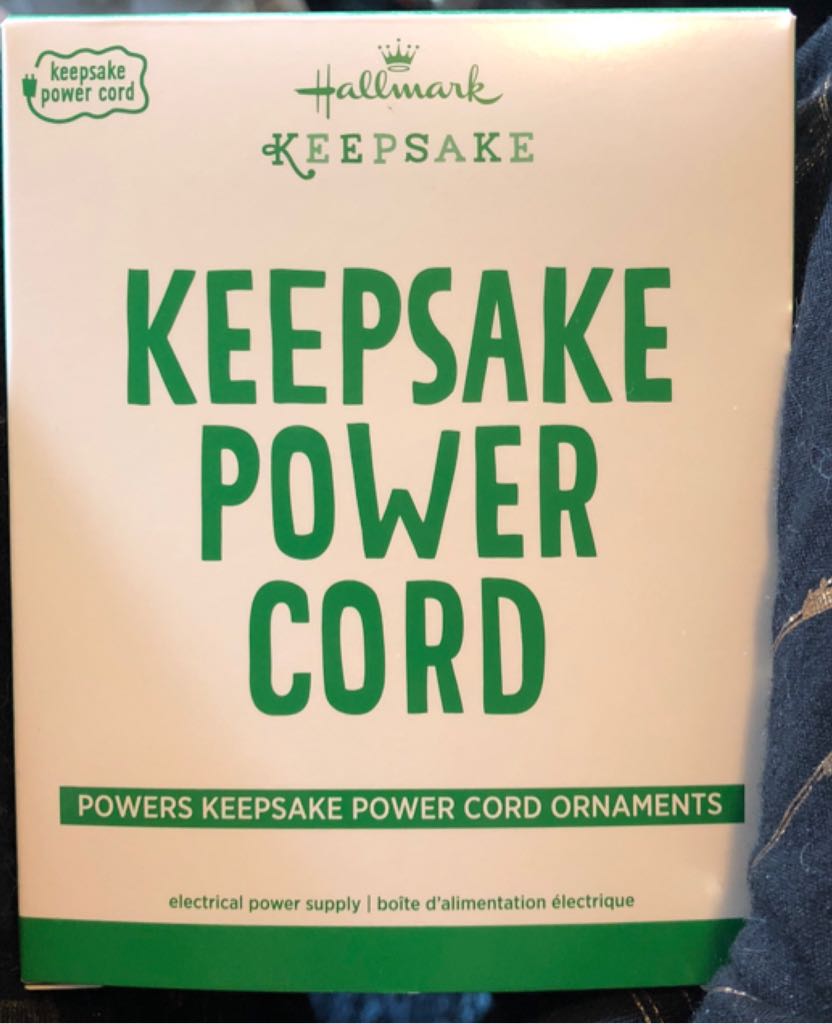 keepsake
power cord
Hallmark
KEEPSAKE
KEEPSAKE
POWER
CORD
POWERS KEEPSAKE POWER CORD ORNAMENTS
electrical power supply | boîte d'alimentation électrique